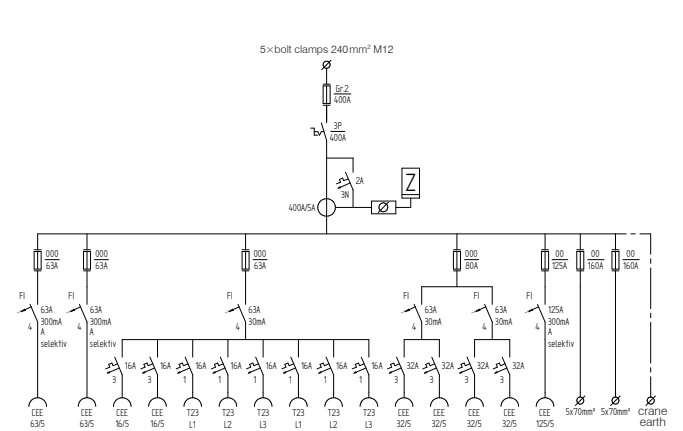 5×bolt clamps 240mm² M12
Gr.2
400A
3P
400A
2A
3N
Z
400A/5A
000
63A
000
63A
000
63A
000
80A
00
125A
00
160A
00
160A
FI
63A
300mA
A
selektiv
4
FI
63A
300mA
A
selektiv
4
FI
63A
30mA
4
FI
63A
30mA
4
FI
63A
30mA
4
FI
125A
300mA
A
selektiv
4
16A
3
16A
3
16A
1
16A
1
16A
1
16A
1
16A
1
16A
1
32A
3
32A
3
32A
3
32A
3
CEE
63/5
CEE
63/5
CEE
16/5
CEE
16/5
T23
L1
T23
L2
T23
L3
T23
L1
T23
L2
T23
L3
CEE
32/5
CEE
32/5
CEE
32/5
CEE
32/5
CEE
125/5
5x70mm²
5x70mm²
crane
earth